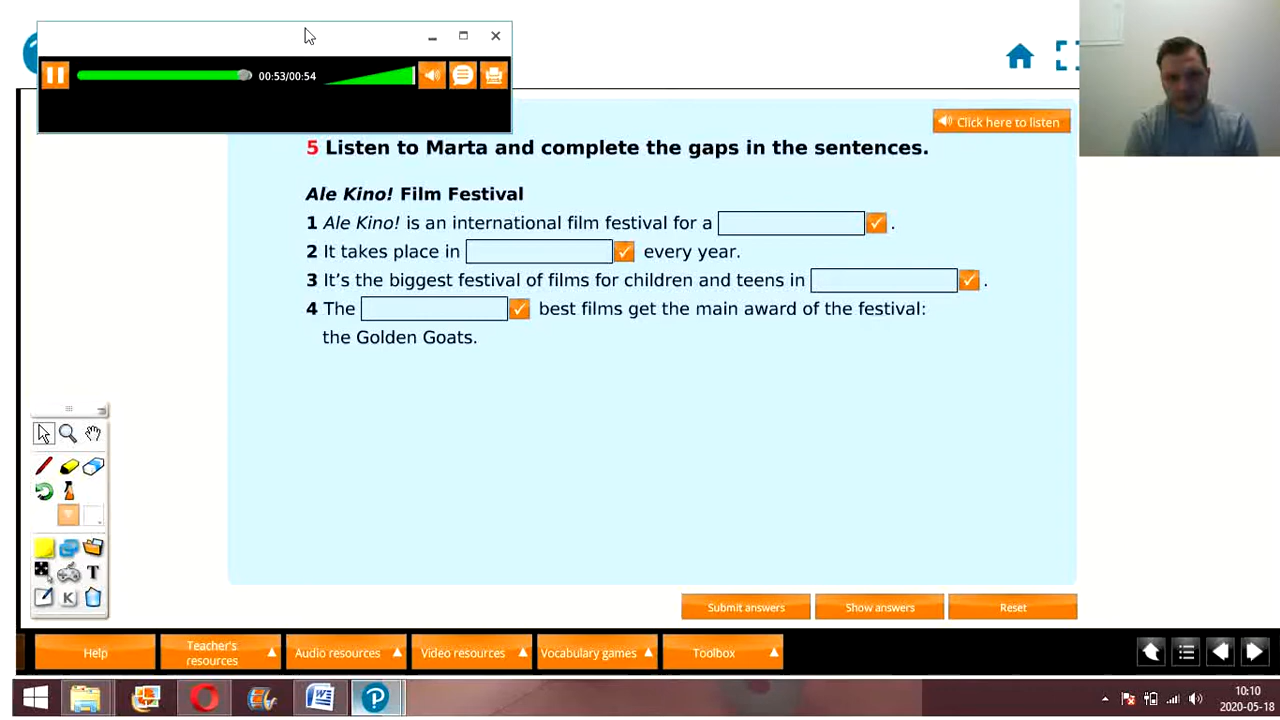 00:53/00:54
Click here to listen
5 Listen to Marta and complete the gaps in the sentences.
Ale Kino! Film Festival
1 Ale Kino! is an international film festival for a .
2 It takes place in every year.
3 It's the biggest festival of films for children and teens in .
4 The best films get the main award of the festival:
the Golden Goats.
T
K
Submit answers Show answers Reset
Help Teacher's resources Audio resources Video resources Vocabulary games Toolbox
10:10
2020-05-18